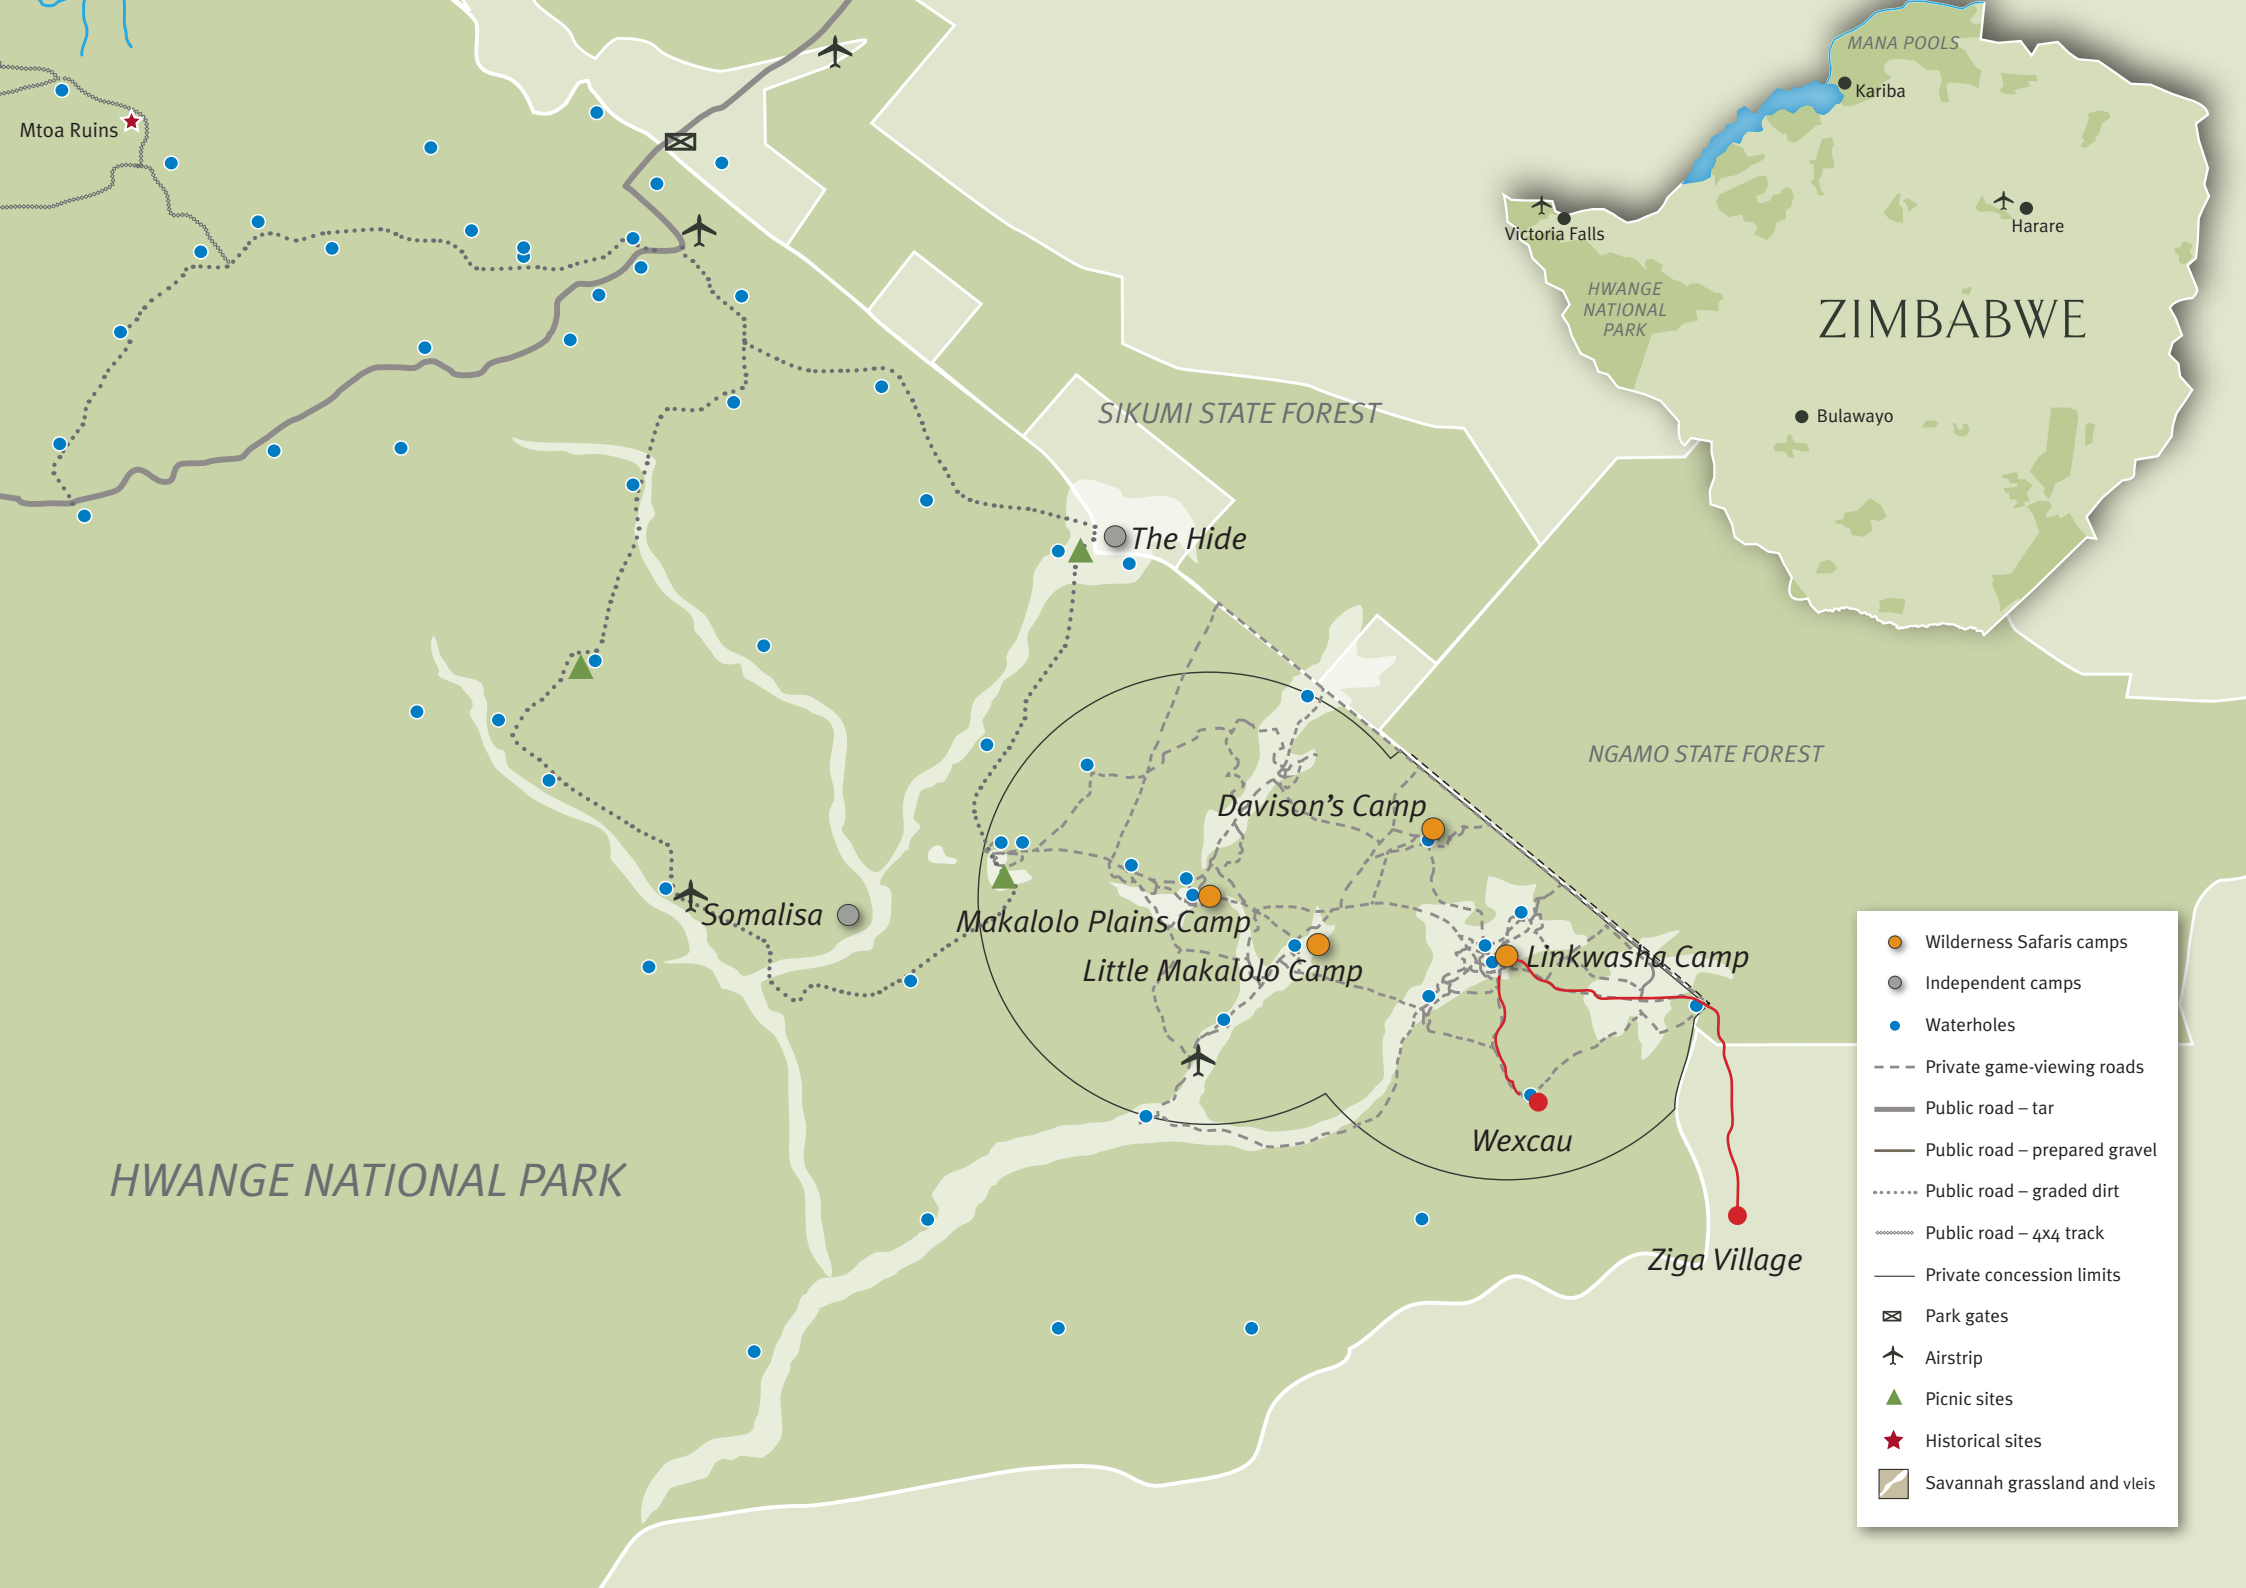 Mtoa Ruins
MANA POOLS
Kariba
Victoria Falls
Harare
HWANGE
NATIONAL
PARK
ZIMBABWE
Bulawayo
SIKUMI STATE FOREST
The Hide
NGAMO STATE FOREST
Davison’s Camp
Somalisa
Makalolo Plains Camp
Little Makalolo Camp
Linkwasha Camp
Wexcau
HWANGE NATIONAL PARK
Ziga Village
Wilderness Safaris camps
Independent camps
Waterholes
Private game-viewing roads
Public road – tar
Public road – prepared gravel
Public road – graded dirt
Public road – 4x4 track
Private concession limits
Park gates
Airstrip
Picnic sites
Historical sites
Savannah grassland and vleis